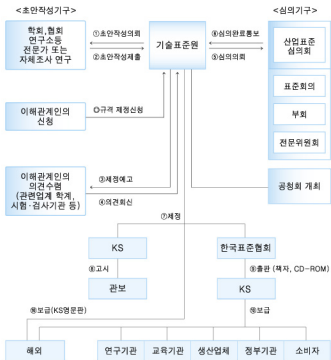 <초안작성기구>
<심의기구>
학회,협회
연구소등
전문가 또는
자체조사 연구
①초안작성의뢰
②초안작성제출
기술표준원
⑥심의완료통보
⑤심의의뢰
산업표준
심의회
표준회의
부회
전문위원회
이해관계인의
신청
○규격 제정신청
이해관계인의
의견수렴
(관련업계 학계,
시험·검사기관 등)
③제정예고
④의견회신
공청회 개최
⑦제정
KS
한국표준협회
⑧고시
⑨출판 (책자, CD-ROM)
관보
KS
⑩보급(KS영문판)
⑩보급
해외
연구기관
교육기관
생산업체
정부기관
소비자